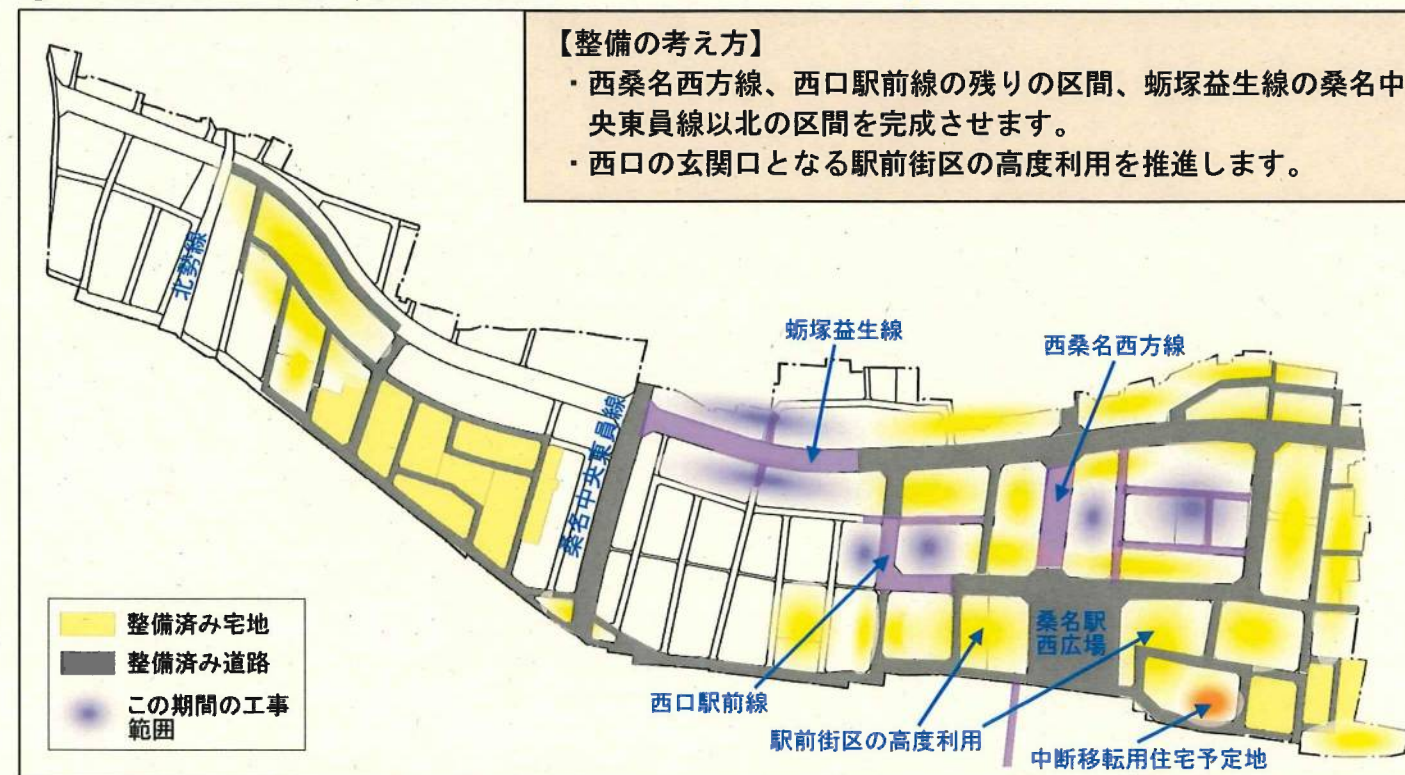 【整備の考え方】
・西桑名西方線、西口駅前線の残りの区間、蛎塚益生線の桑名中
央東員線以北の区間を完成させます。
・西口の玄関口となる駅前街区の高度利用を推進します。
北勢線
蛎塚益生線
西桑名西方線
桑名中央東員線
桑名駅
西広場
西口駅前線
駅前街区の高度利用
中断移転用住宅予定地
整備済み宅地
整備済み道路
この期間の工事
範囲